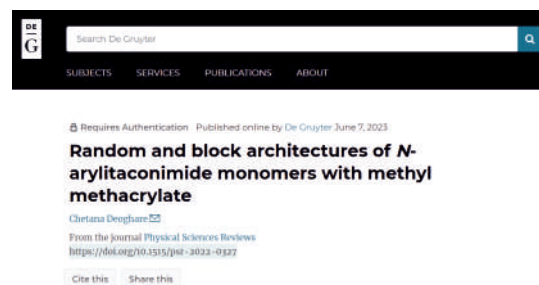 DE
G
Search De Gruyter
SUBJECTS SERVICES PUBLICATIONS ABOUT
Requires Authentication Published online by De Gruyter June 7, 2023
Random and block architectures of N-
arylitaconimide monomers with methyl
methacrylate
Chetana Deoghare
From the journal Physical Sciences Reviews
https://doi.org/10.1515/psr-2022-0327
Cite this Share this